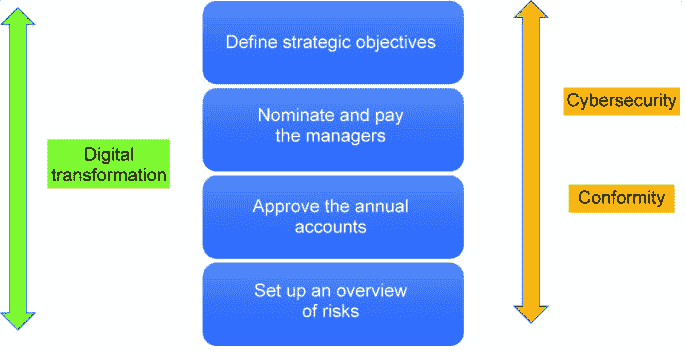 Define strategic objectives
Nominate and pay
the managers
Approve the annual
accounts
Set up an overview
of risks
Digital
transformation
Cybersecurity
Conformity